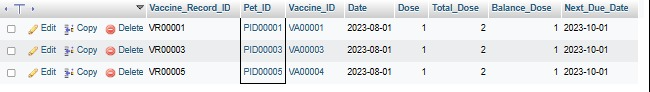 Vaccine_Record_ID Pet_ID Vaccine_ID Date Dose Total_Dose Balance_Dose Next_Due_Date
Edit Copy Delete VR00001 PID00001 VA00001 2023-08-01 1 2 1 2023-10-01
Edit Copy Delete VR00003 PID00003 VA00003 2023-08-01 1 2 1 2023-10-01
Edit Copy Delete VR00005 PID00005 VA00004 2023-08-01 1 2 1 2023-10-01